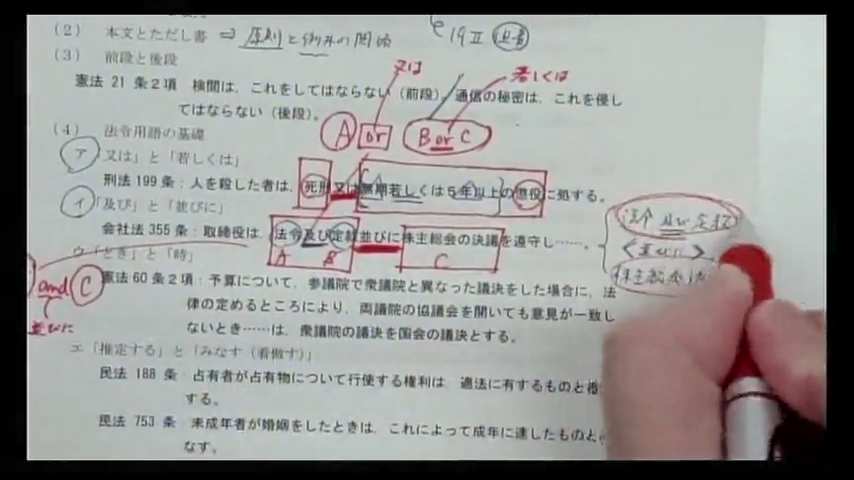 (2) 本文とただし書 ⇒ 原則と例外の関係
19Ⅱ 但書
(3) 前段と後段
又は 若しくは
憲法 21 条2項 検閲は、これをしてはならない(前段)。通信の秘密は、これを侵し
てはならない(後段)。
A or B or C
(4) 法令用語の基礎
ア「又は」と「若しくは」
刑法 199 条:人を殺した者は、死刑又は無期若しくは5年以上の懲役に処する。
イ「及び」と「並びに」
法令 及び 定款
会社法 355 条:取締役は、法令及び定款並びに株主総会の決議を遵守し……。
<並びに>
A B C
株主総会
ウ「とき」と「時」
and C
並びに
憲法 60 条2項:予算について、参議院で衆議院と異なった議決をした場合に、法
律の定めるところにより、両議院の協議会を開いても意見が一致し
ないとき……は、衆議院の議決を国会の議決とする。
エ「推定する」と「みなす(看做す)」
民法 188 条:占有者が占有物について行使する権利は、適法に有するものと推
する。
民法 753 条:未成年者が婚姻をしたときは、これによって成年に達したものと
なす。